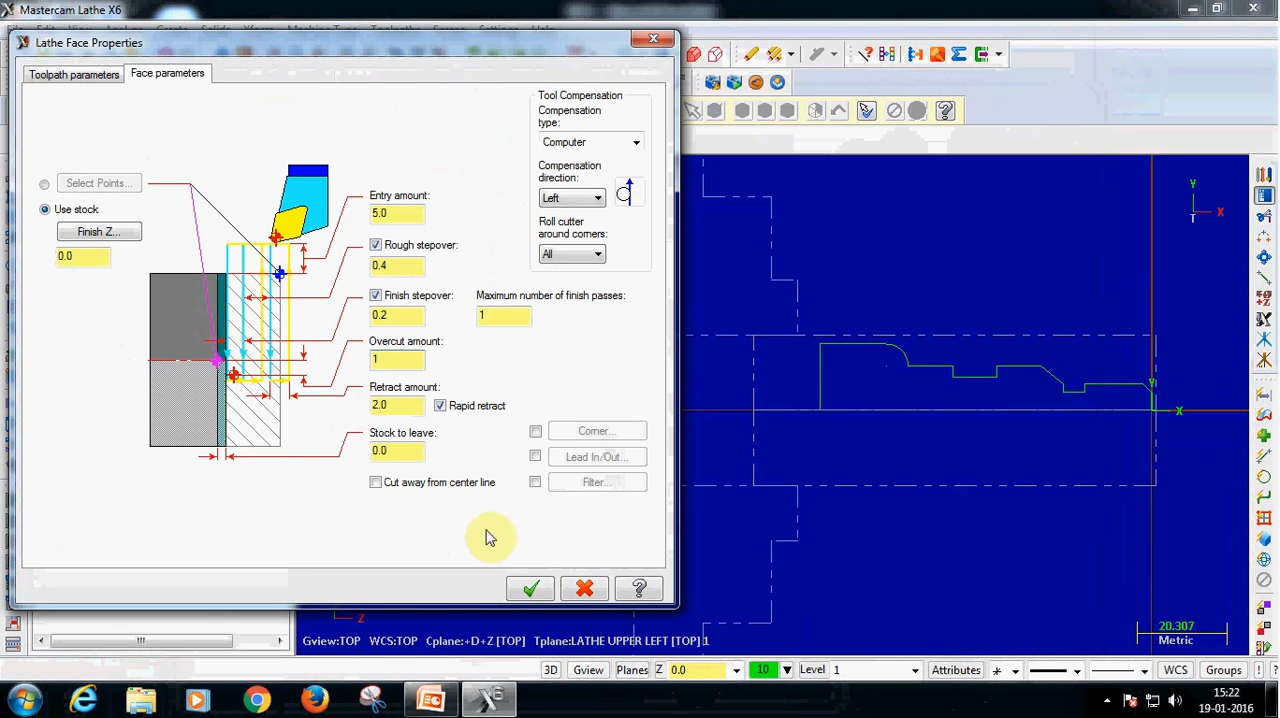 Mastercam Lathe X6
Lathe Face Properties
Toolpath parameters
Face parameters
Tool Compensation
Compensation
type:
Computer
Compensation
direction:
Left
Roll cutter
around corners:
All
Select Points...
Use stock
Finish Z...
0.0
Entry amount:
5.0
Rough stepover:
0.4
Finish stepover:
0.2
Maximum number of finish passes:
1
Overcut amount:
1
Retract amount:
2.0
Rapid retract
Stock to leave:
0.0
Cut away from center line
Corner...
Lead In/Out...
Filter...
Y
X
Y
X
Z
Gview:TOP WCS:TOP Cplane:+D+Z [TOP] Tplane:LATHE UPPER LEFT [TOP] 1
20.307
Metric
3D Gview Planes Z 0.0 10 Level 1 Attributes WCS Groups
15:22
19-01-2016